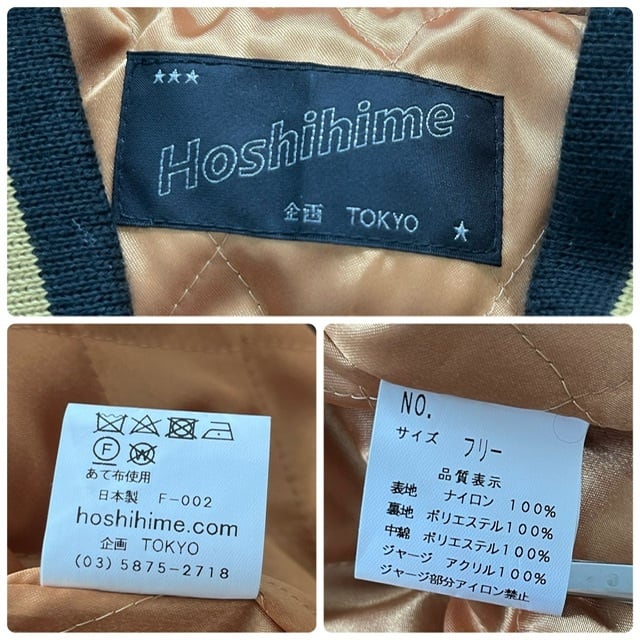 Hoshihime
企画 TOKYO
F W
あて布使用
日本製 F-002
hoshihime.com
企画 TOKYO
(03)5875-2718
NO.
サイズ フリー
品質表示
表地 ナイロン 100%
裏地 ポリエステル100%
中綿 ポリエステル100%
ジャージ アクリル100%
ジャージ部分アイロン禁止